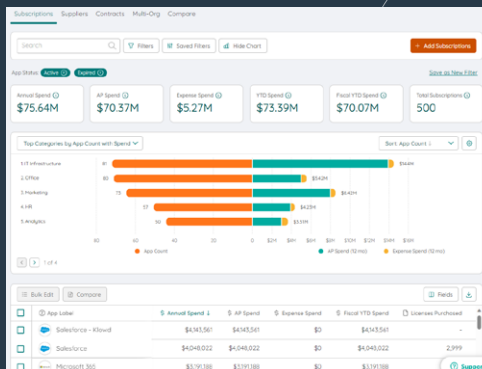 Subscriptions Suppliers Contracts Multi-Org Compare
Search Filters Saved Filters Hide Chart + Add Subscriptions
App States Active Expired Save as New Filter
Annual Spend AP Spend Expense Spend YTD Spend Fiscal YTD Spend Total Subscriptions
$75.64M $70.37M $5.27M $73.39M $70.07M 500
Top Categories by App Count with Spend Sort: App Count ↓
1. IT Infrastructure 81
2. Office 80 $5.42M
3. Marketing 73 $8.42M
4. HR 57 $4.23M
5. Analytics 50
80 60 40 20 0 $2M $4M $6M $8M $10M $12M $14M $16M
App Count AP Spend (12 mo) Expense Spend (12 mo)
1 of 4
Bulk Edit Compare Fields
App Label $ Annual Spend ↓ $ AP Spend $ Expense Spend $ Fiscal YTD Spend Licenses Purchased
Salesforce - Klowd $4,143,561 $4,143,561 $0 $4,143,561 -
Salesforce $4,048,022 $4,048,022 $0 $4,048,022 2,999
Microsoft 365 $3,191,188 $3,191,188 $0 $3,191,188
Support